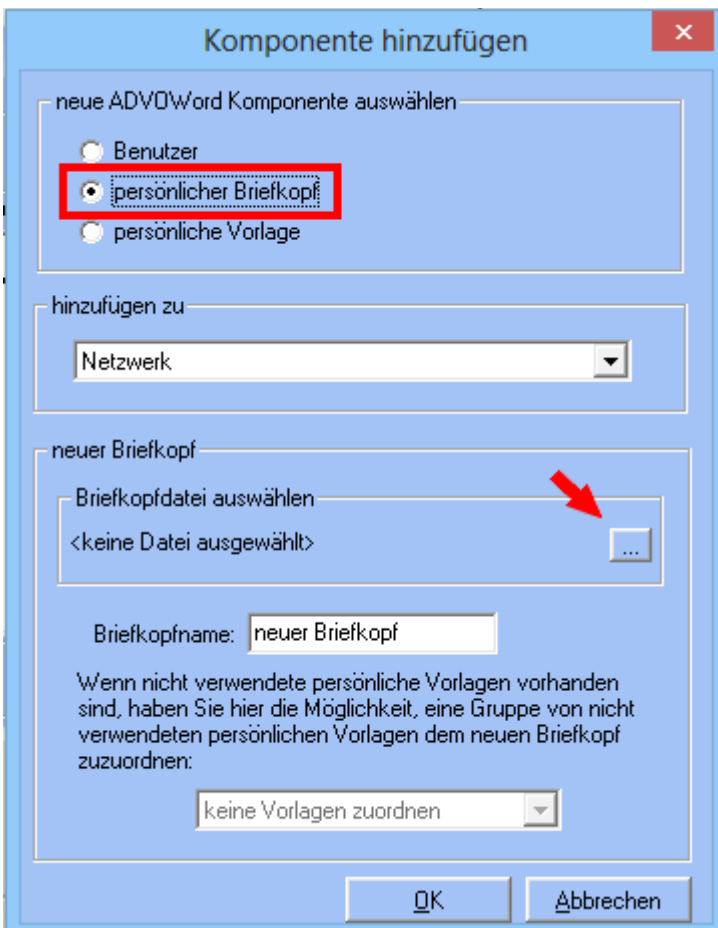 Komponente hinzufügen
neue ADVOWord Komponente auswählen
Benutzer
persönlicher Briefkopf
persönliche Vorlage
hinzufügen zu
Netzwerk
neuer Briefkopf
Briefkopfdatei auswählen
<keine Datei ausgewählt>
...
Briefkopfname: neuer Briefkopf
Wenn nicht verwendete persönliche Vorlagen vorhanden
sind, haben Sie hier die Möglichkeit, eine Gruppe von nicht
verwendeten persönlichen Vorlagen dem neuen Briefkopf
zuzuordnen:
keine Vorlagen zuordnen
OK Abbrechen